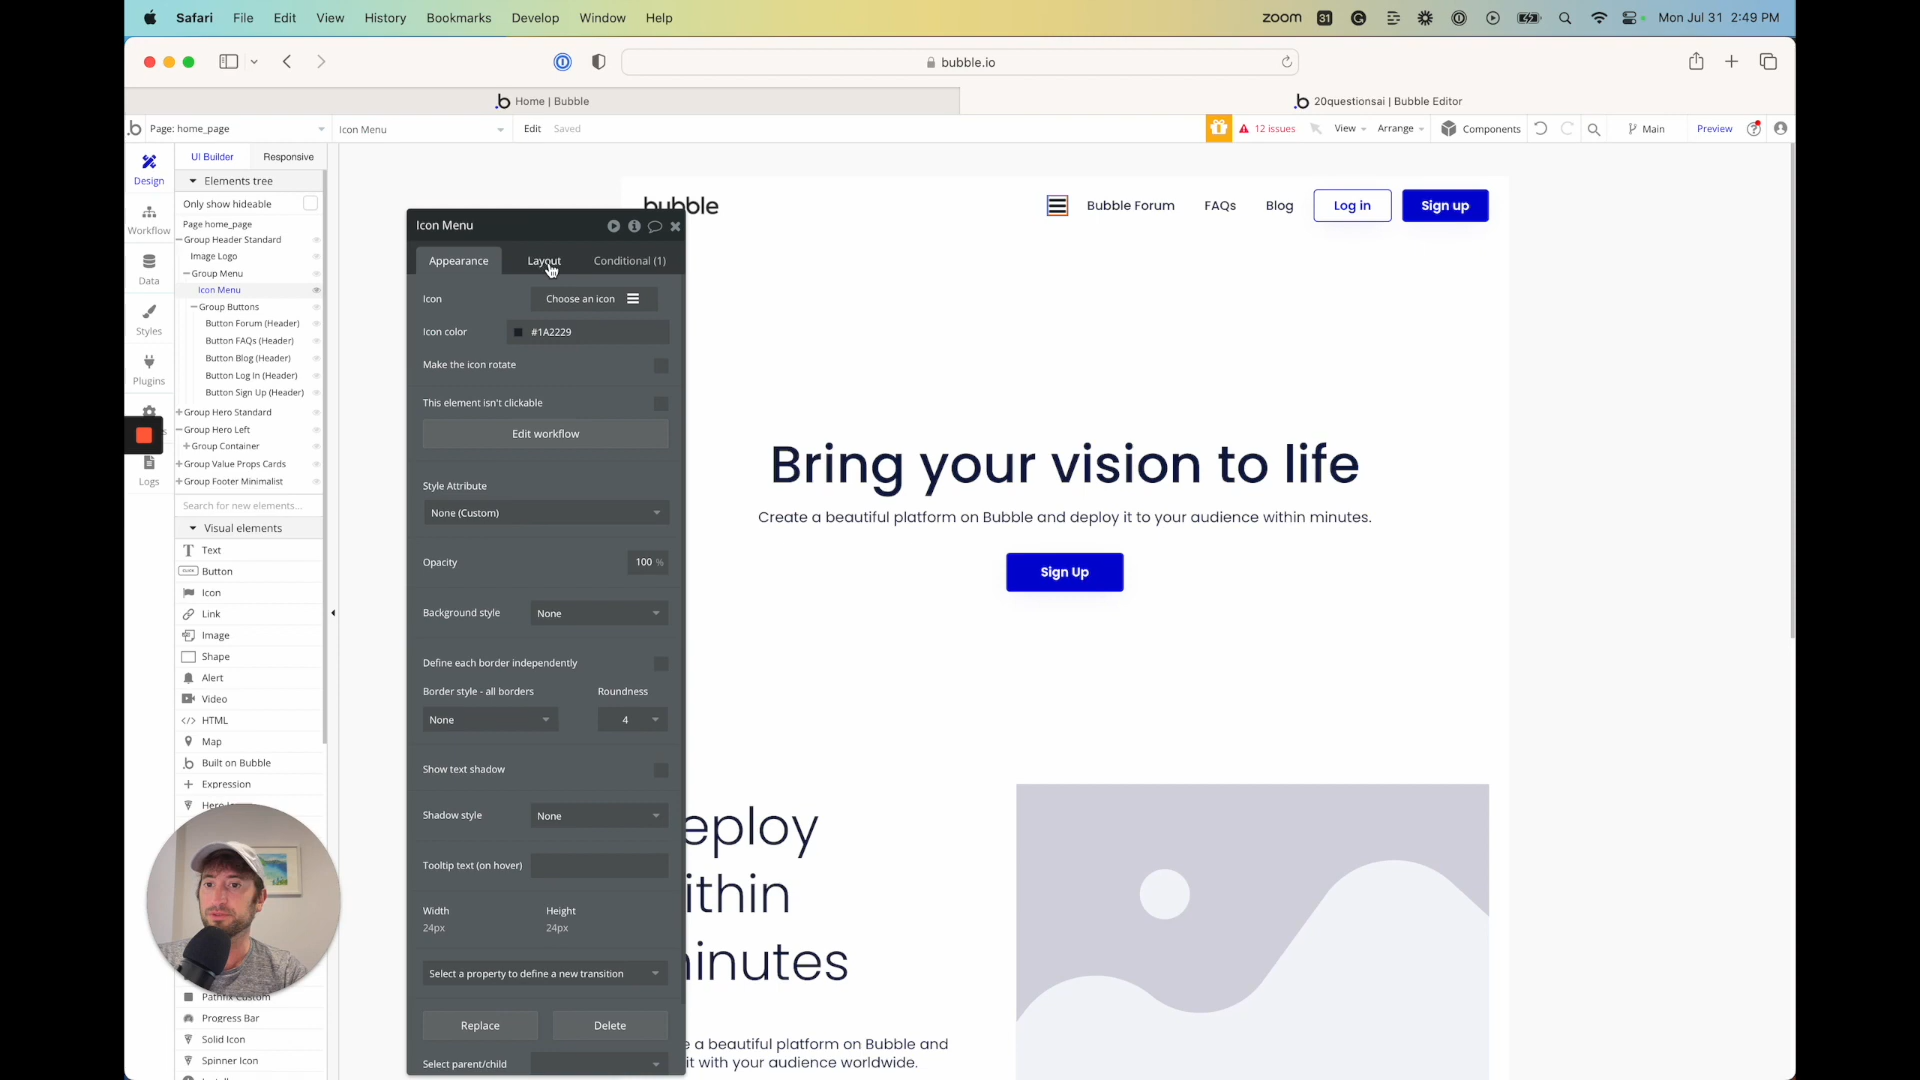 Safari File Edit View History Bookmarks Develop Window Help
zoom 31 Mon Jul 31 2:49 PM
bubble.io
Home | Bubble
20questionsai | Bubble Editor
Page: home_page
Icon Menu
Edit
Saved
12 issues
View
Arrange
Components
Main
Preview
UI Builder
Responsive
Design
Workflow
Data
Styles
Plugins
Logs
Elements tree
Only show hideable
Page home_page
Group Header Standard
Image Logo
Group Menu
Icon Menu
Group Buttons
Button Forum (Header)
Button FAQs (Header)
Button Blog (Header)
Button Log In (Header)
Button Sign Up (Header)
Group Hero Standard
Group Hero Left
Group Container
Group Value Props Cards
Group Footer Minimalist
Search for new elements...
Visual elements
Text
Button
Icon
Link
Image
Shape
Alert
Video
HTML
Map
Built on Bubble
Expression
Progress Bar
Solid Icon
Spinner Icon
Icon Menu
Appearance
Layout
Conditional (1)
Icon
Choose an icon
Icon color
#1A2229
Make the icon rotate
This element isn't clickable
Edit workflow
Style Attribute
None (Custom)
Opacity
100 %
Background style
None
Define each border independently
Border style - all borders
Roundness
None
4
Show text shadow
Shadow style
None
Tooltip text (on hover)
Width
Height
24px
24px
Select a property to define a new transition
Replace
Delete
Select parent/child
bubble
Bubble Forum
FAQs
Blog
Log in
Sign up
Bring your vision to life
Create a beautiful platform on Bubble and deploy it to your audience within minutes.
Sign Up
eploy
ithin
inutes
e a beautiful platform on Bubble and
it with your audience worldwide.